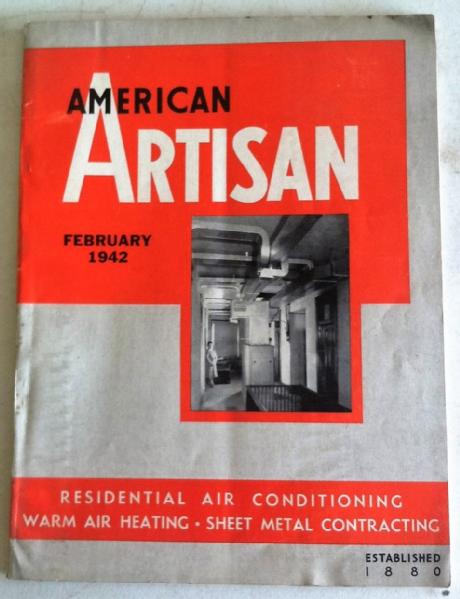 AMERICAN
ARTISAN
FEBRUARY
1942
RESIDENTIAL AIR CONDITIONING
WARM AIR HEATING • SHEET METAL CONTRACTING
ESTABLISHED
1880